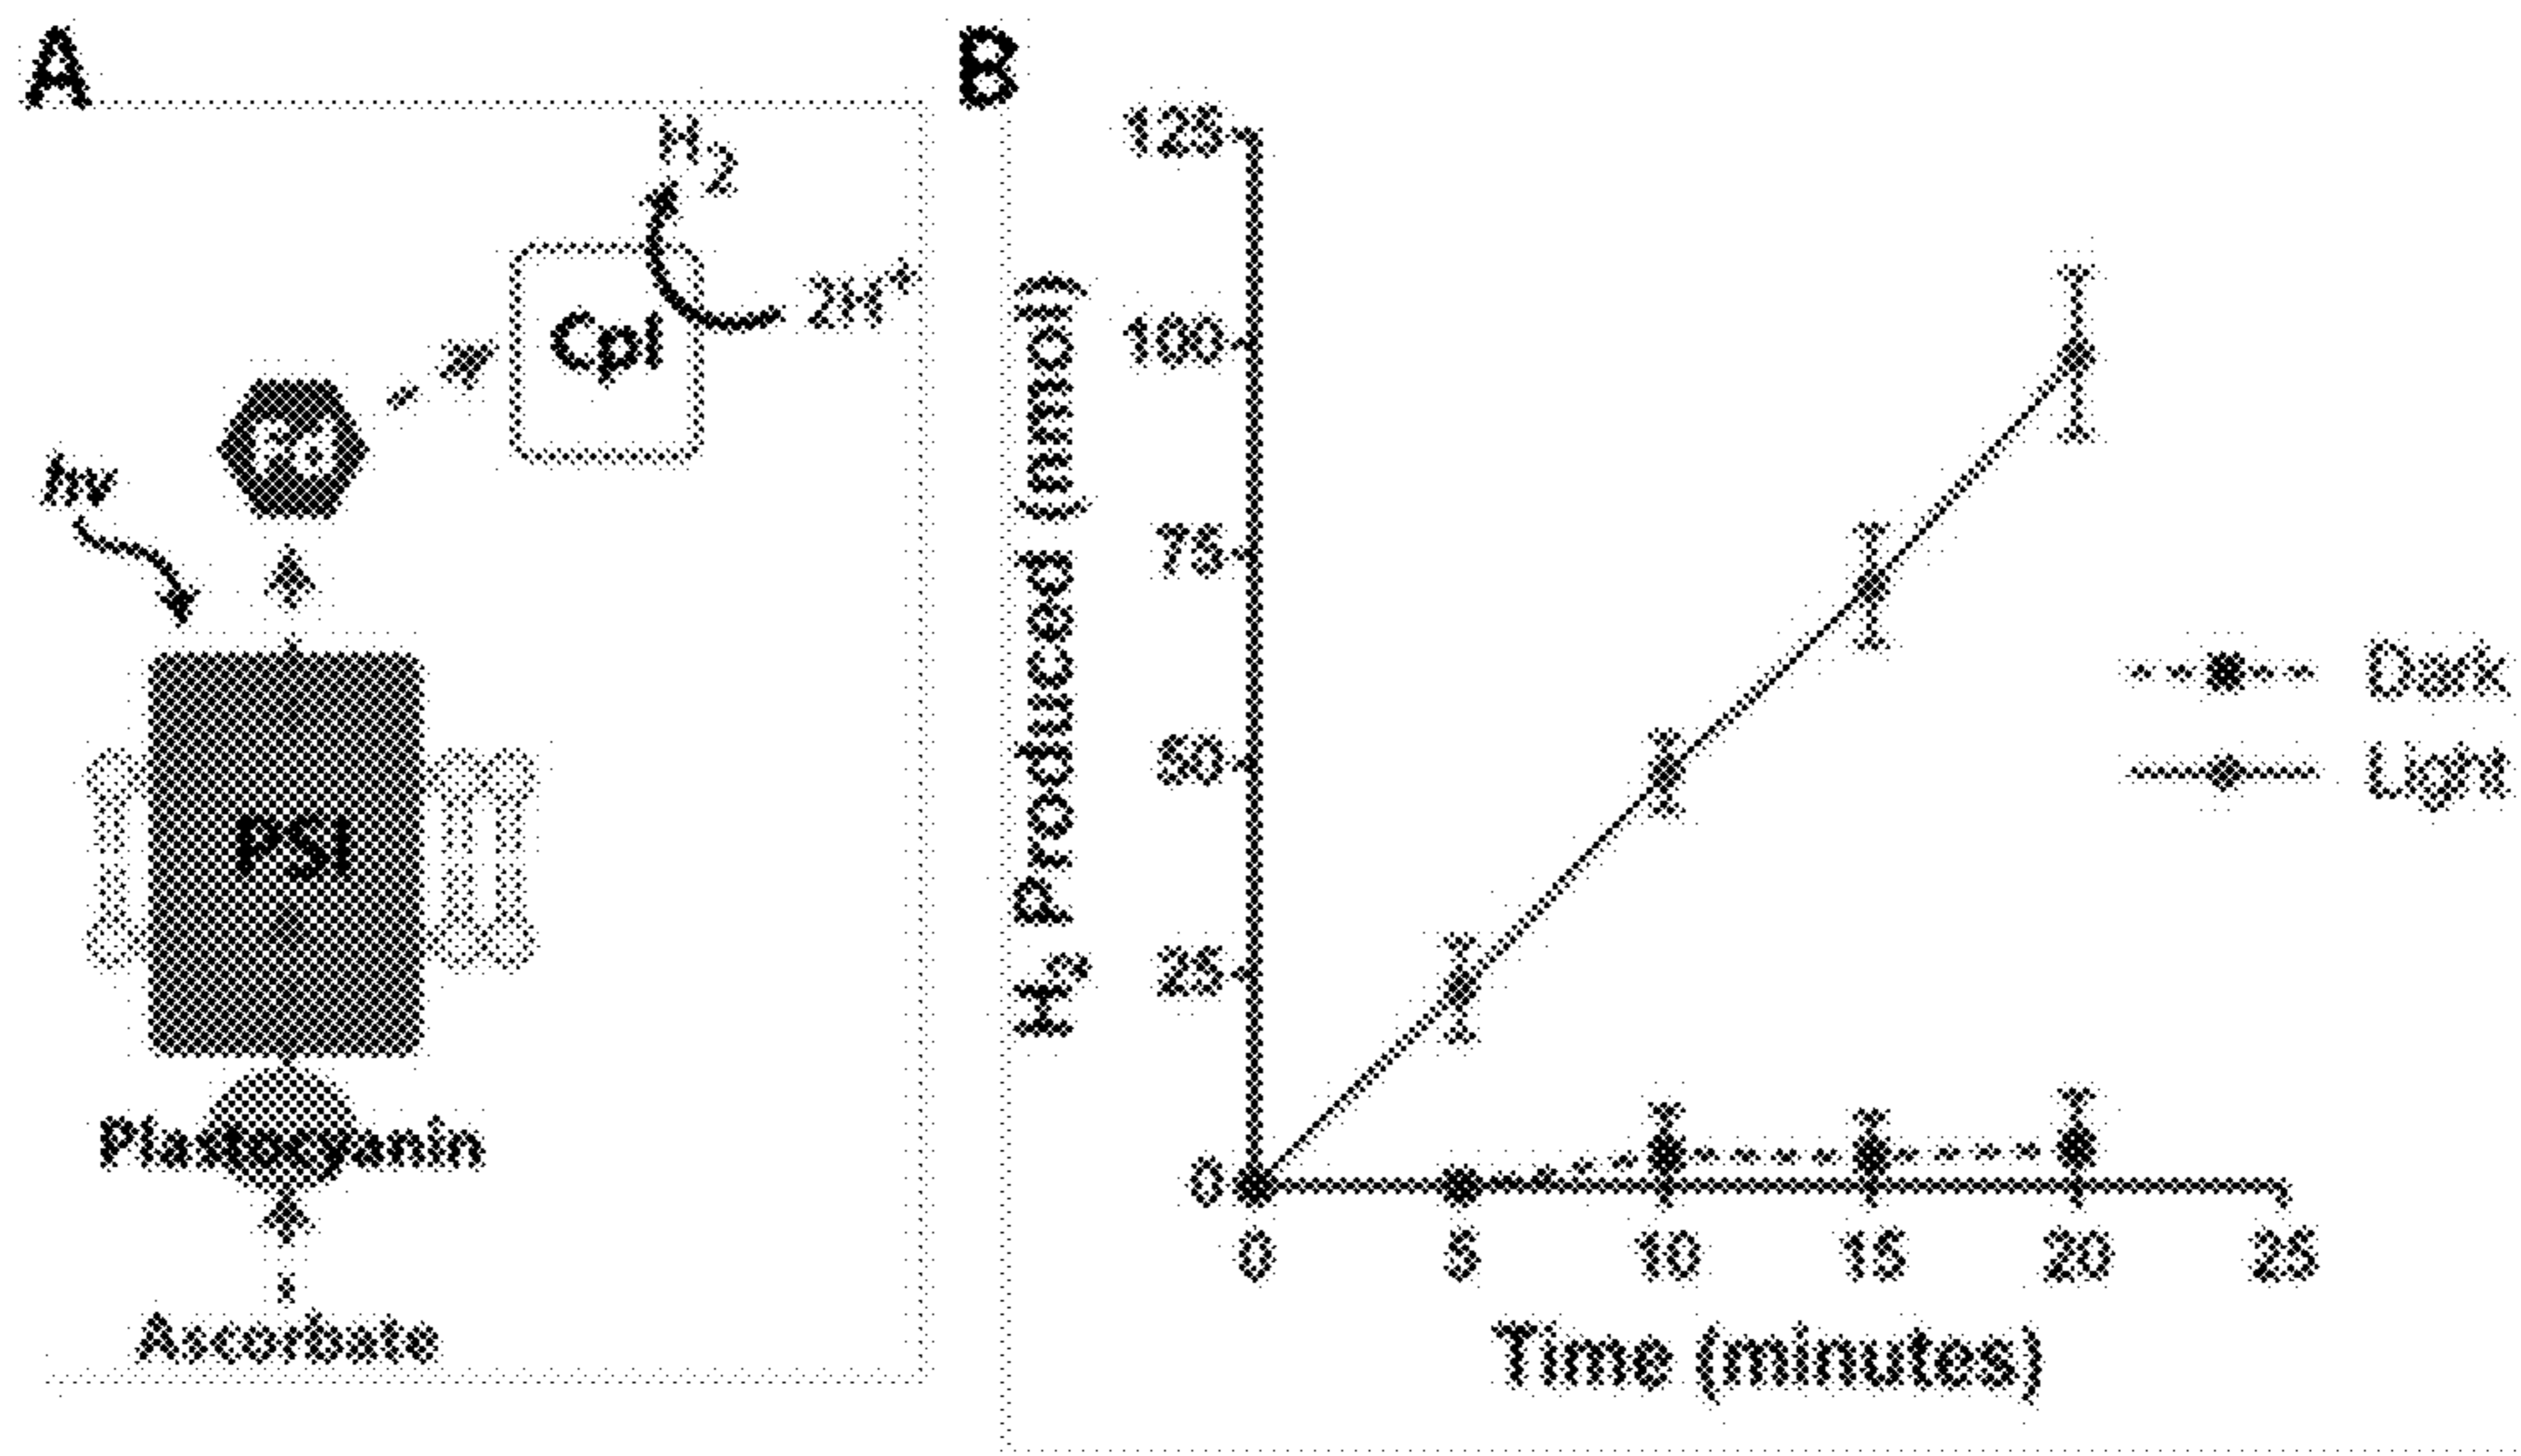 A
H2
2H+
CpI
Fd
hν
PSI
Plastocyanin
Ascorbate
B
H2 Produced (nmol)
125
100
75
50
25
0
0 5 10 15 20 25
Time (minutes)
Dark
Light